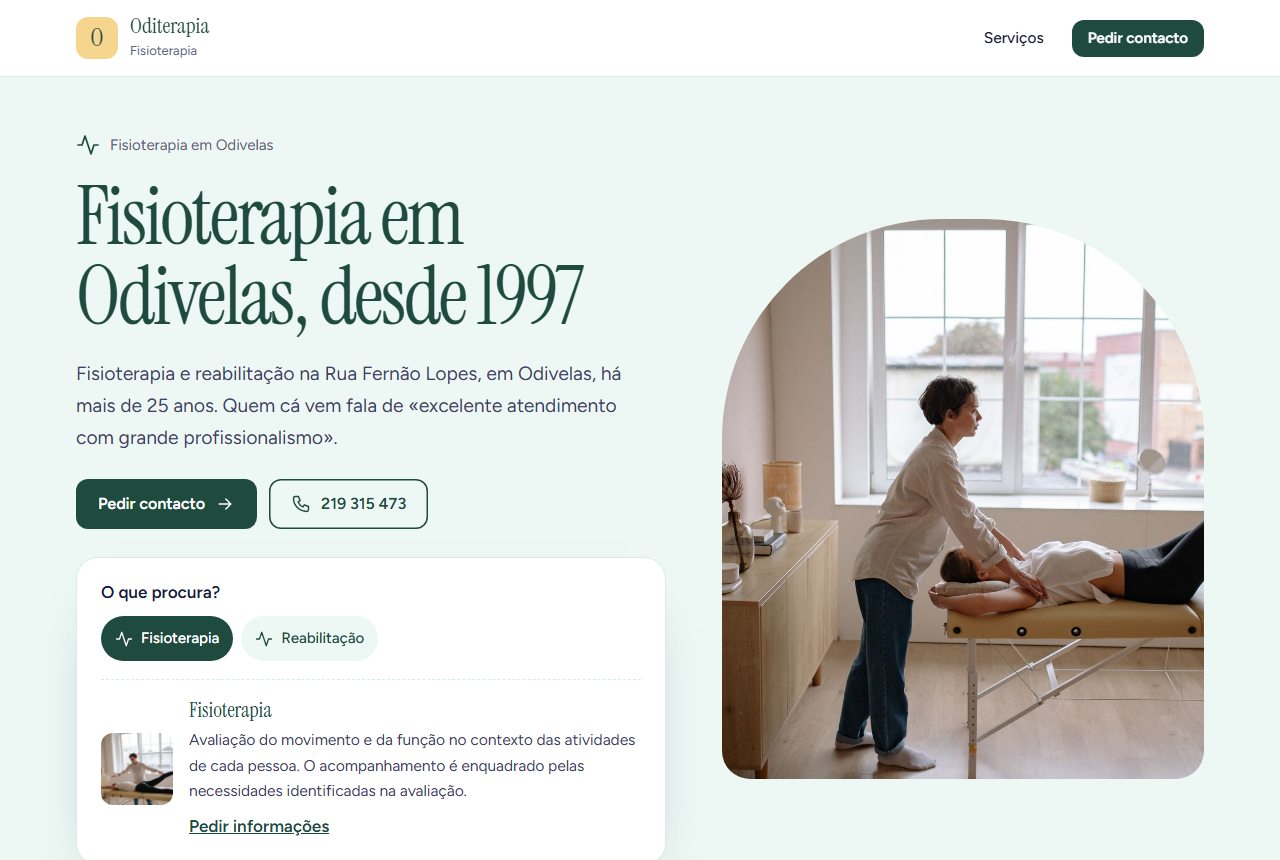 O
Oditerapia
Fisioterapia
Serviços
Pedir contacto
Fisioterapia em Odivelas
Fisioterapia em
Odivelas, desde 1997
Fisioterapia e reabilitação na Rua Fernão Lopes, em Odivelas, há
mais de 25 anos. Quem cá vem fala de «excelente atendimento
com grande profissionalismo».
Pedir contacto
219 315 473
O que procura?
Fisioterapia
Reabilitação
Fisioterapia
Avaliação do movimento e da função no contexto das atividades
de cada pessoa. O acompanhamento é enquadrado pelas
necessidades identificadas na avaliação.
Pedir informações